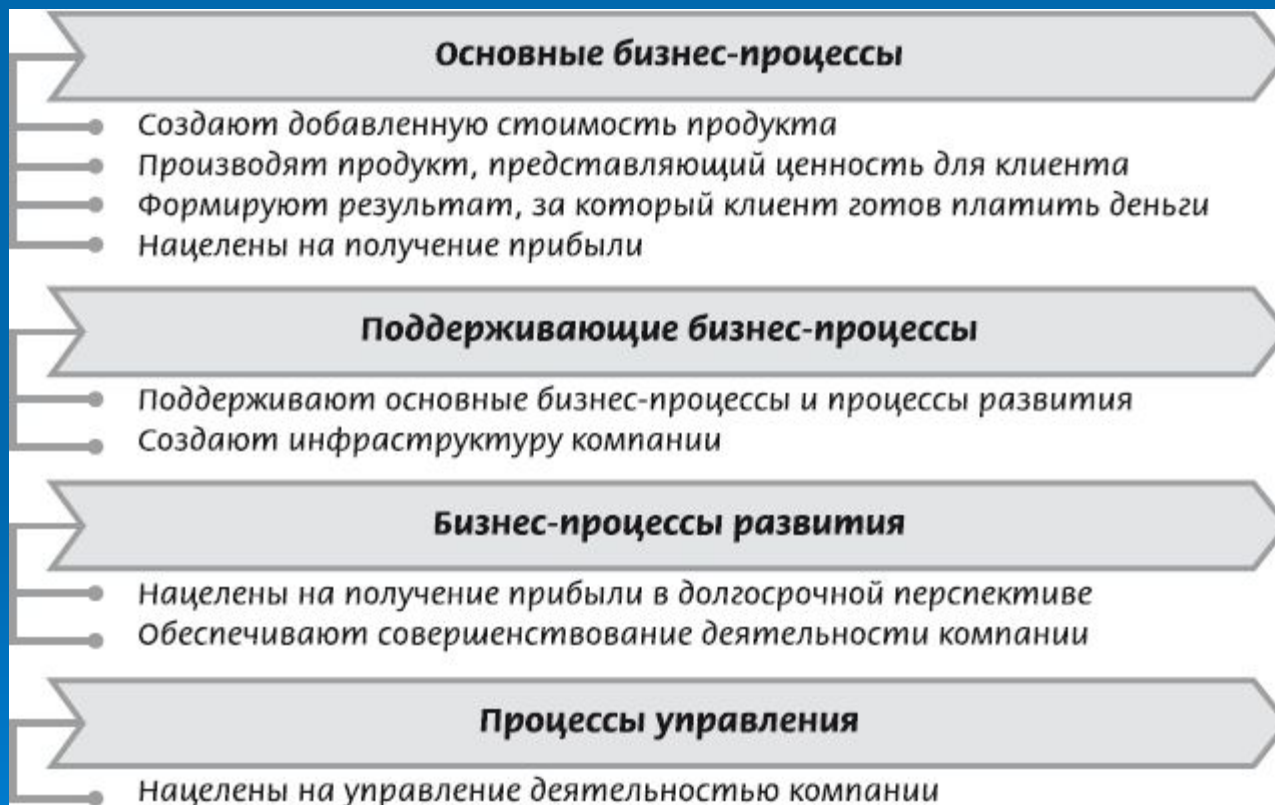 Основные бизнес-процессы
Создают добавленную стоимость продукта
Производят продукт, представляющий ценность для клиента
Формируют результат, за который клиент готов платить деньги
Нацелены на получение прибыли
Поддерживающие бизнес-процессы
Поддерживают основные бизнес-процессы и процессы развития
Создают инфраструктуру компании
Бизнес-процессы развития
Нацелены на получение прибыли в долгосрочной перспективе
Обеспечивают совершенствование деятельности компании
Процессы управления
Нацелены на управление деятельностью компании